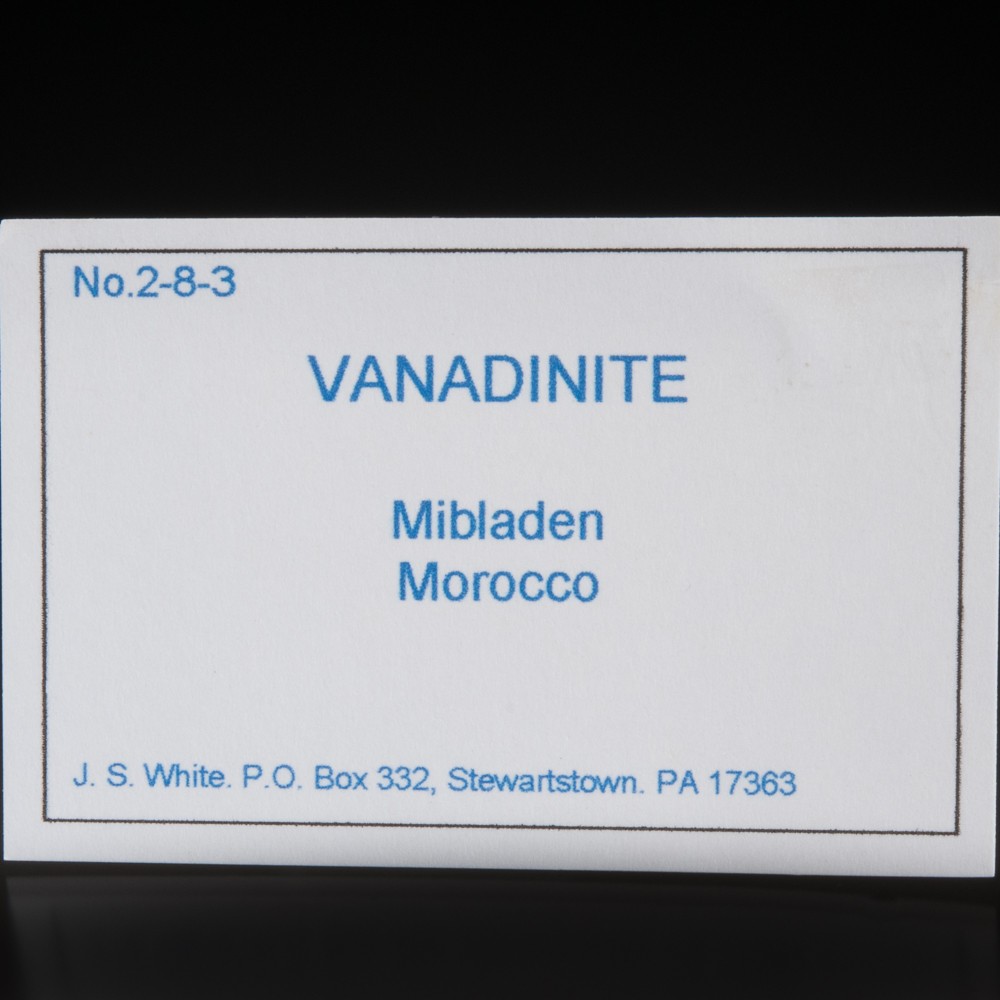 No.2-8-3
VANADINITE
Mibladen
Morocco
J. S. White. P.O. Box 332, Stewartstown. PA 17363